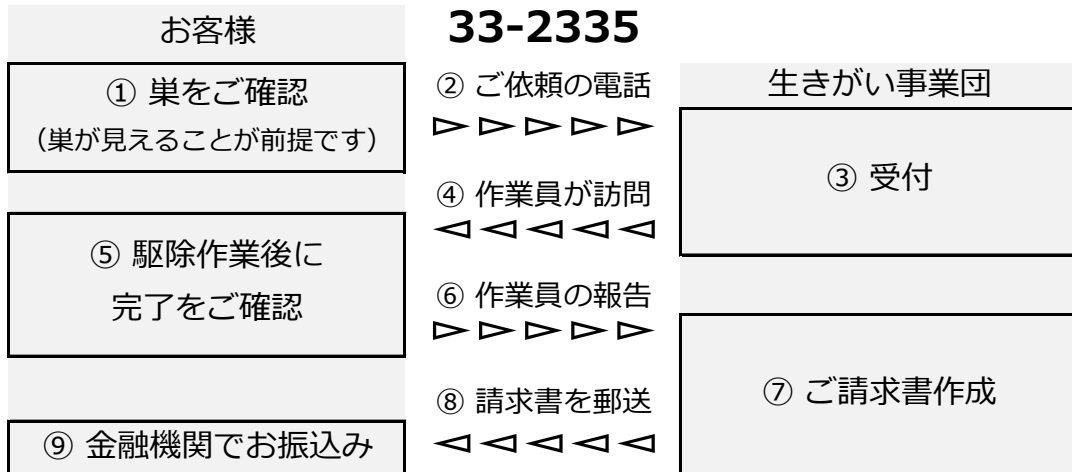 お客様
33-2335
① 巣をご確認
（巣が見えることが前提です）
② ご依頼の電話
生きがい事業団
③ 受付
④ 作業員が訪問
⑤ 駆除作業後に
完了をご確認
⑥ 作業員の報告
⑦ ご請求書作成
⑧ 請求書を郵送
⑨ 金融機関でお振込み